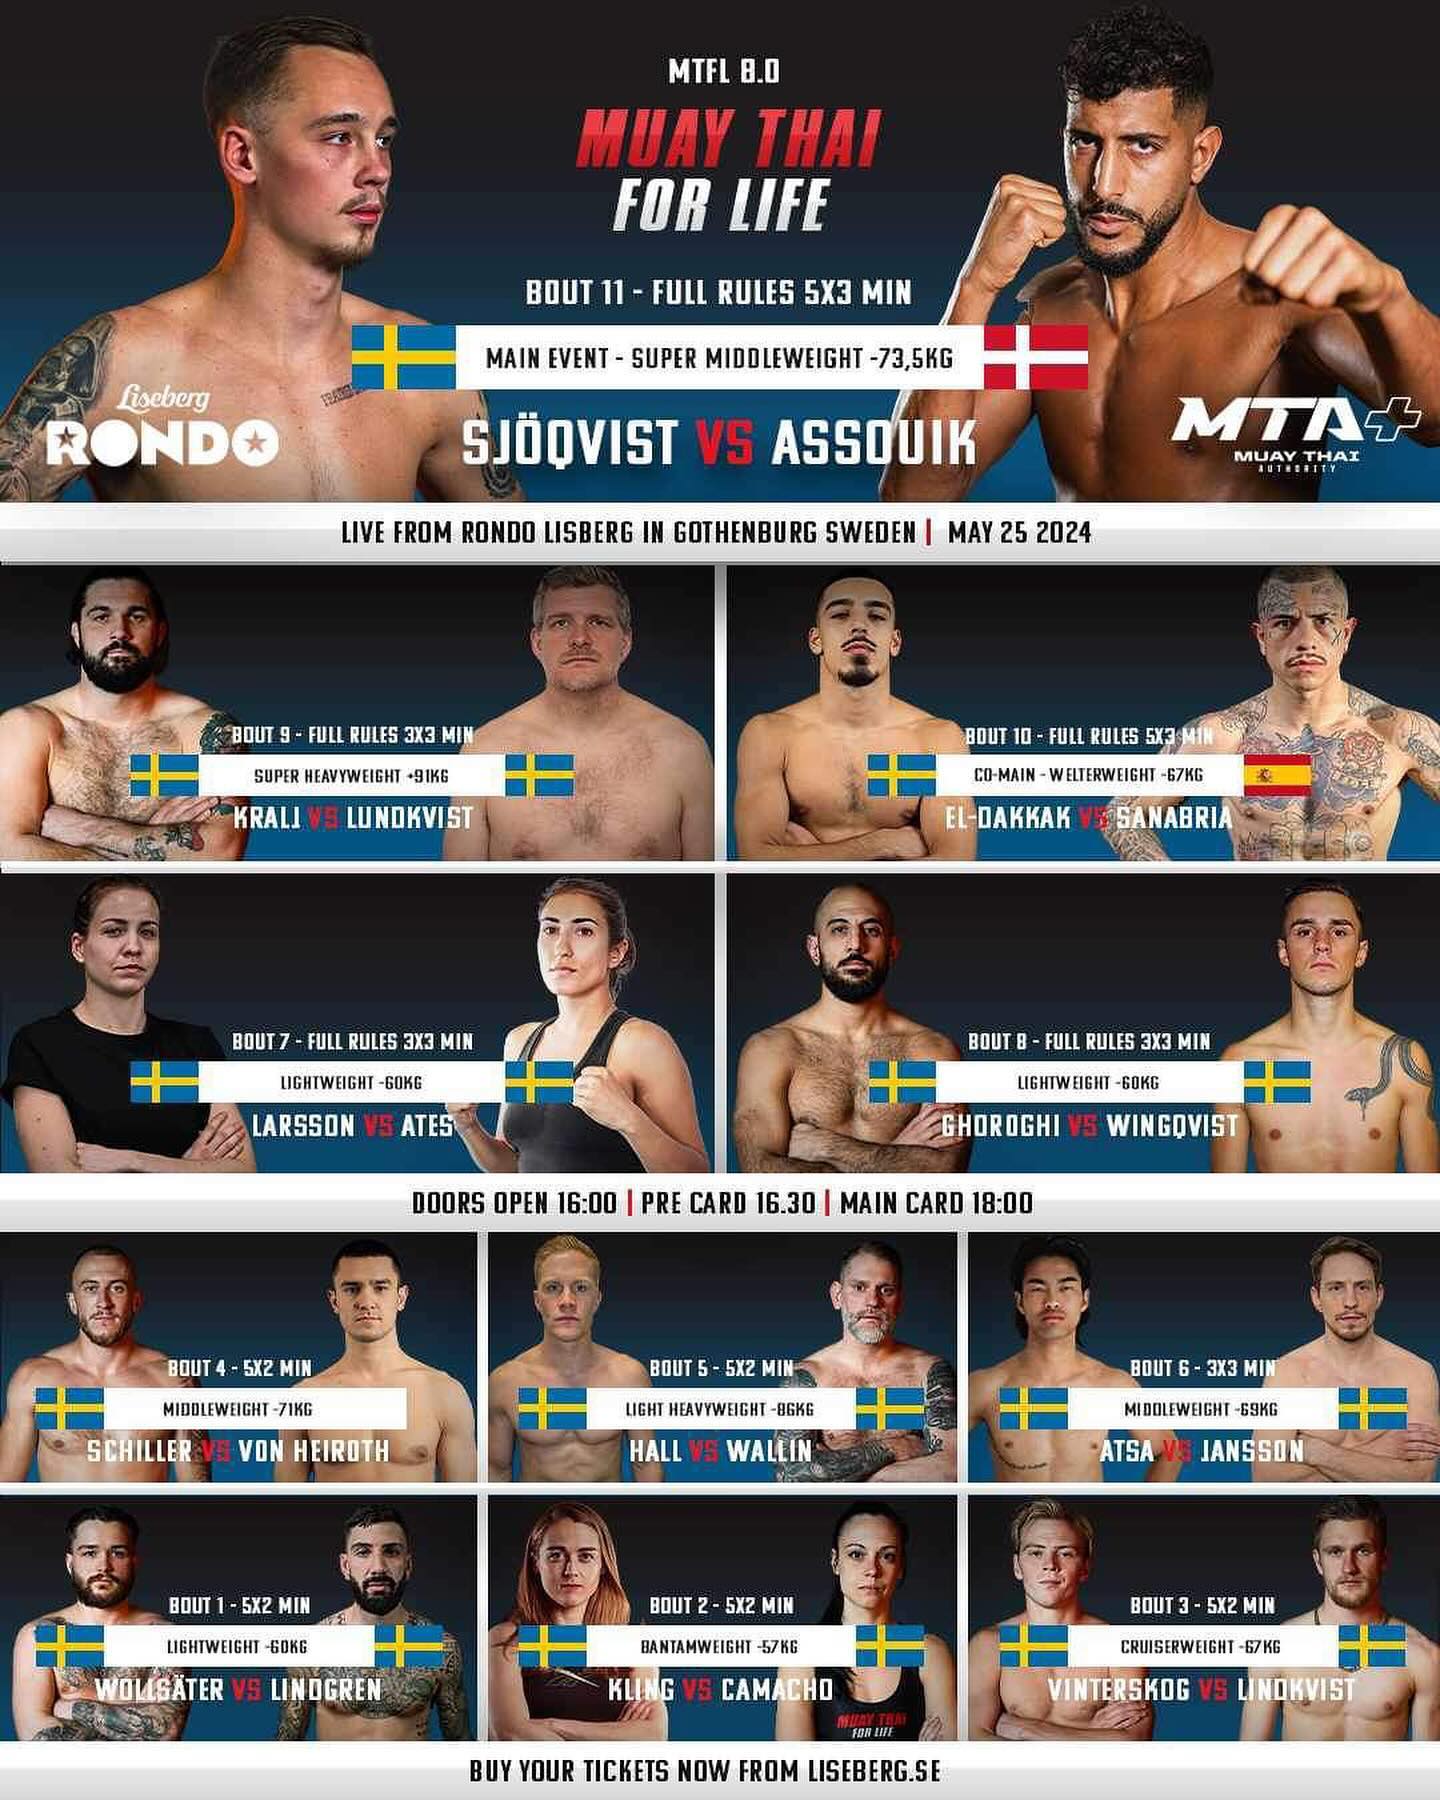 MTFL 8.0
MUAY THAI
FOR LIFE
BOUT 11 - FULL RULES 5X3 MIN
MAIN EVENT - SUPER MIDDLEWEIGHT -73,5KG
SJÖQVIST VS ASSOUIK
Liseberg
RONDO
MTA+
MUAY THAI
AUTHORITY
LIVE FROM RONDO LISBERG IN GOTHENBURG SWEDEN | MAY 25 2024
BOUT 9 - FULL RULES 3X3 MIN
SUPER HEAVYWEIGHT +91KG
KRALJ VS LUNDKVIST
BOUT 10 - FULL RULES 5X3 MIN
CO-MAIN - WELTERWEIGHT -67KG
EL-DAKKAK VS SANABRIA
BOUT 7 - FULL RULES 3X3 MIN
LIGHTWEIGHT -60KG
LARSSON VS ATES
BOUT 8 - FULL RULES 3X3 MIN
LIGHTWEIGHT -60KG
GHOROGHI VS WINGQVIST
DOORS OPEN 16:00 | PRE CARD 16.30 | MAIN CARD 18:00
BOUT 4 - 5X2 MIN
MIDDLEWEIGHT -71KG
SCHILLER VS VON HEIROTH
BOUT 5 - 5X2 MIN
LIGHT HEAVYWEIGHT -86KG
HALL VS WALLIN
BOUT 6 - 3X3 MIN
MIDDLEWEIGHT -69KG
ATSA VS JANSSON
BOUT 1 - 5X2 MIN
LIGHTWEIGHT -60KG
WOLLSÄTER VS LINDGREN
BOUT 2 - 5X2 MIN
BANTAMWEIGHT -57KG
KLING VS CAMACHO
MUAY THAI
FOR LIFE
BOUT 3 - 5X2 MIN
CRUISERWEIGHT -67KG
VINTERSKOG VS LINDKVIST
BUY YOUR TICKETS NOW FROM LISEBERG.SE